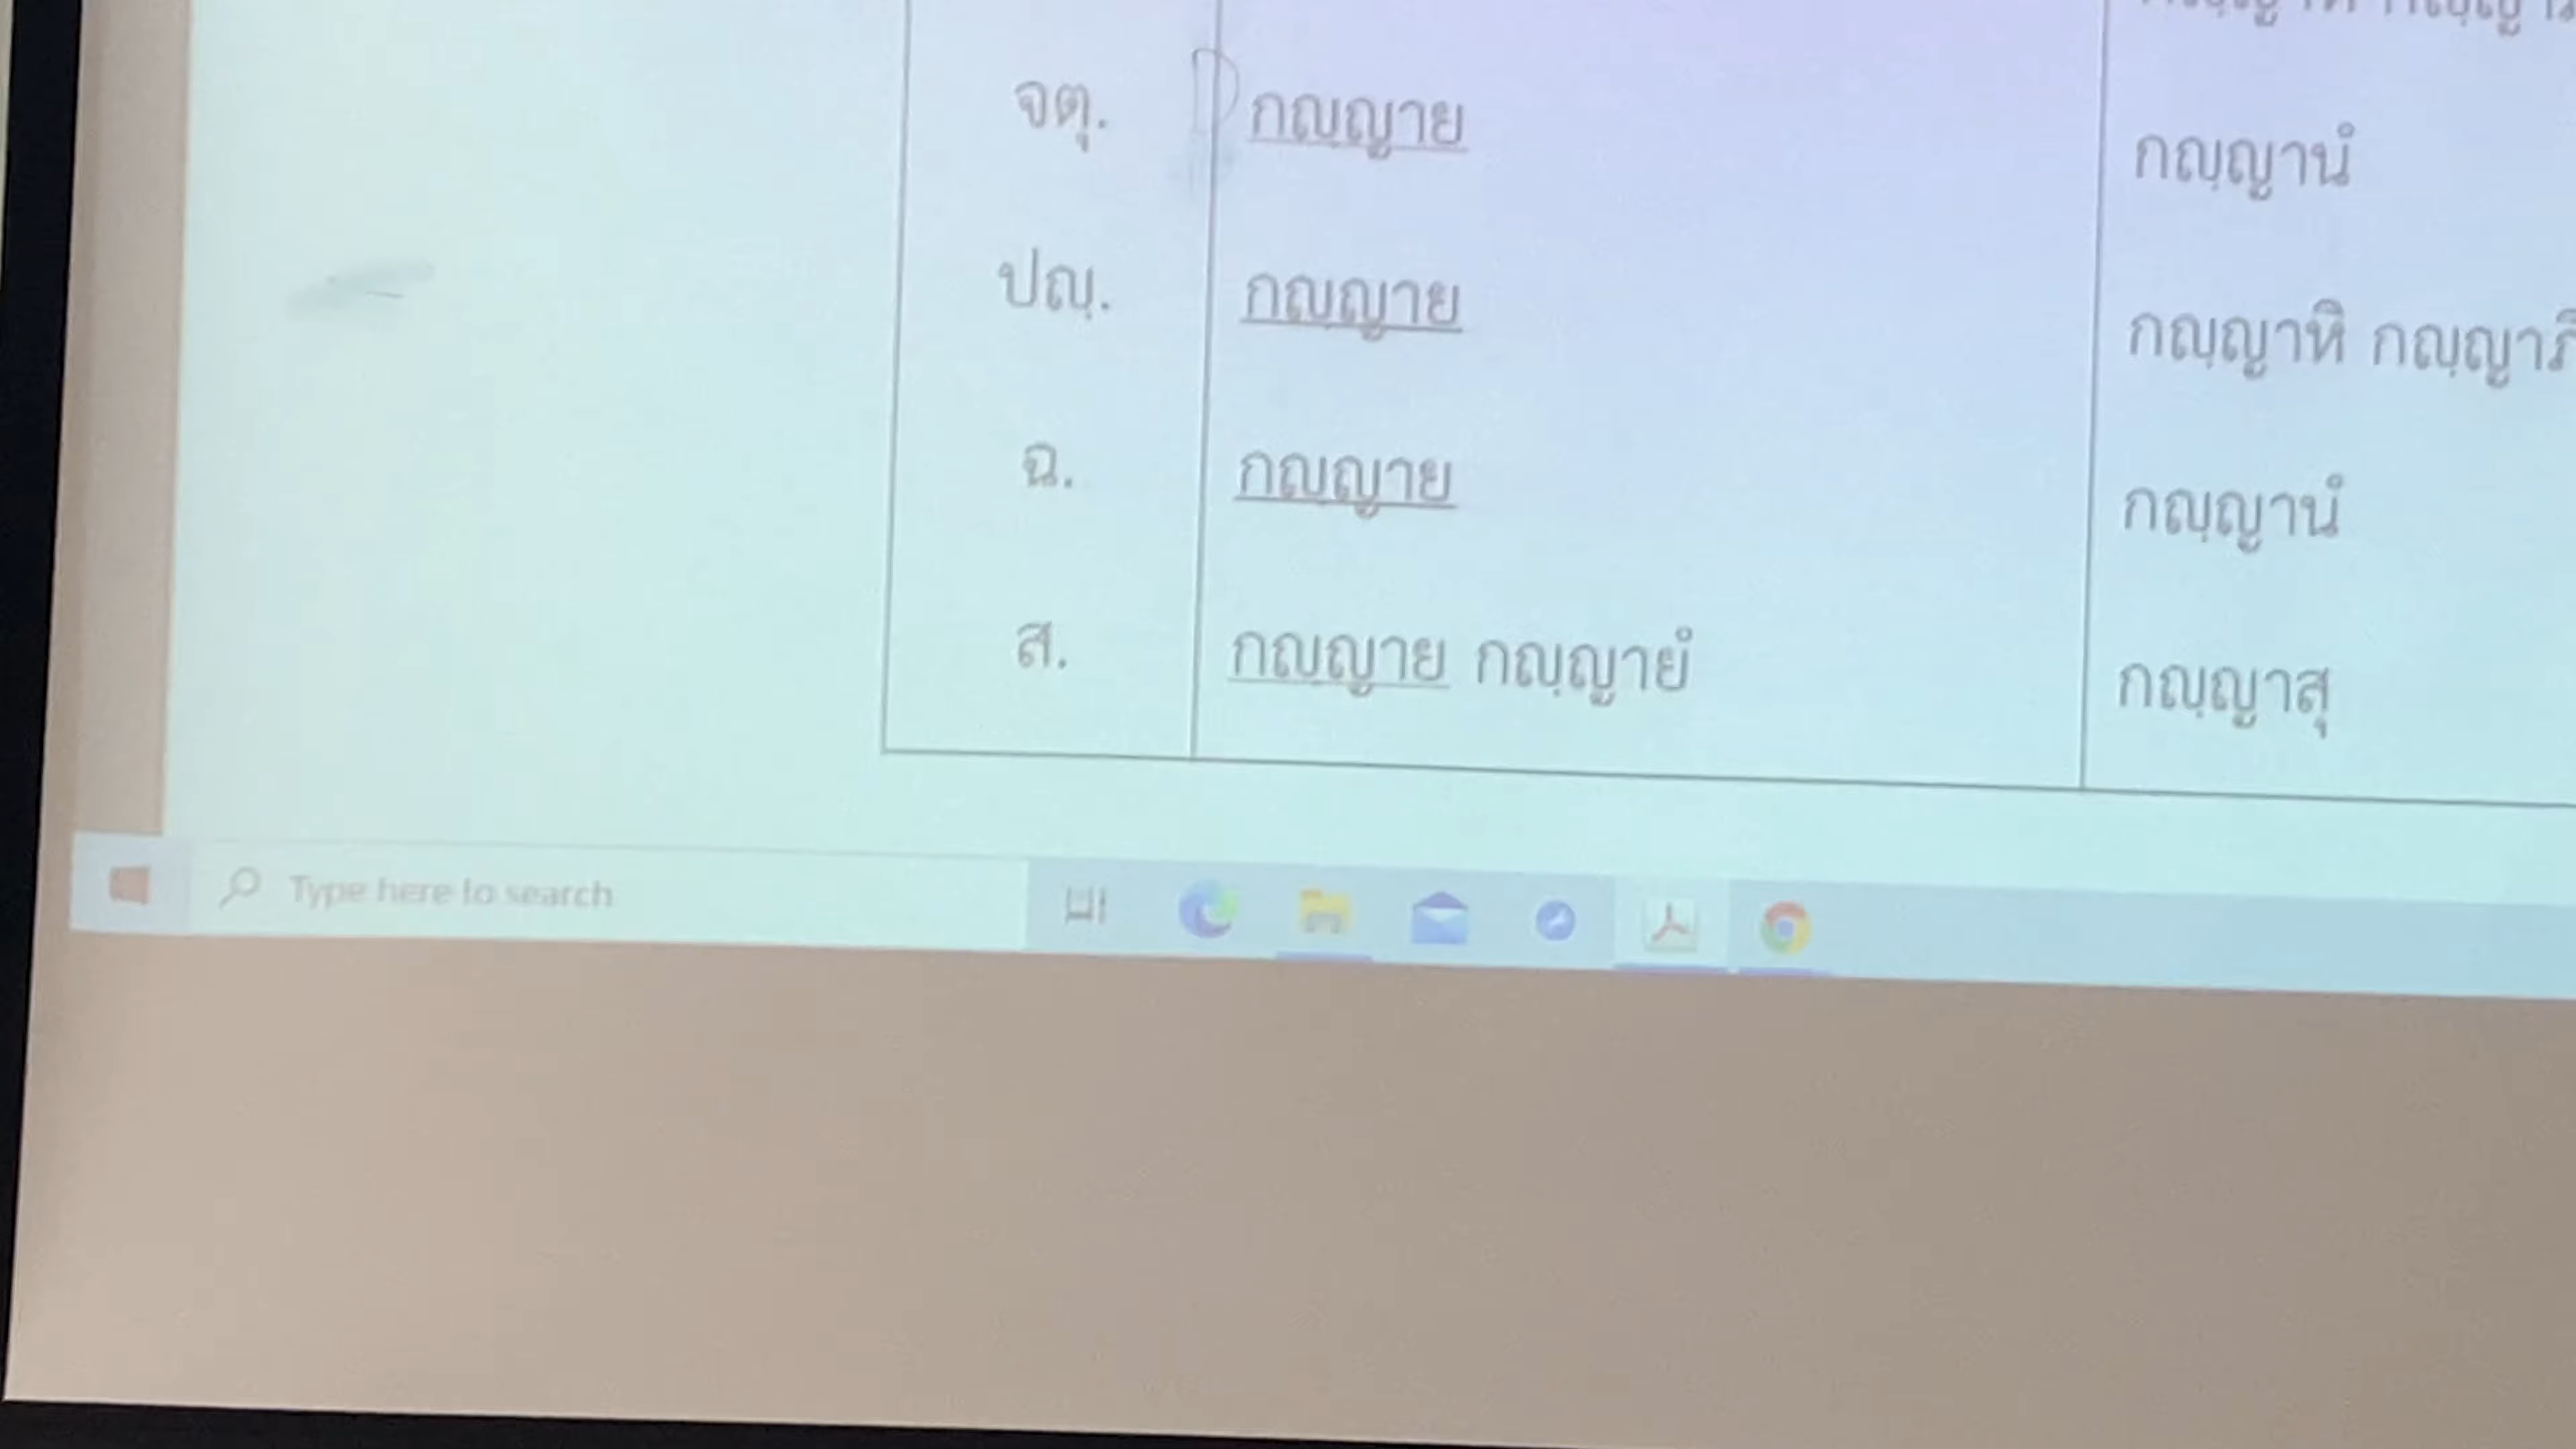 จตุ. กญฺญาย กญฺญานํ
ปญฺ. กญฺญาย กญฺญาหิ
ฉ. กญฺญาย กญฺญานํ
ส. กญฺญาย กญฺญายํ กญฺญาสุ
Type here to search